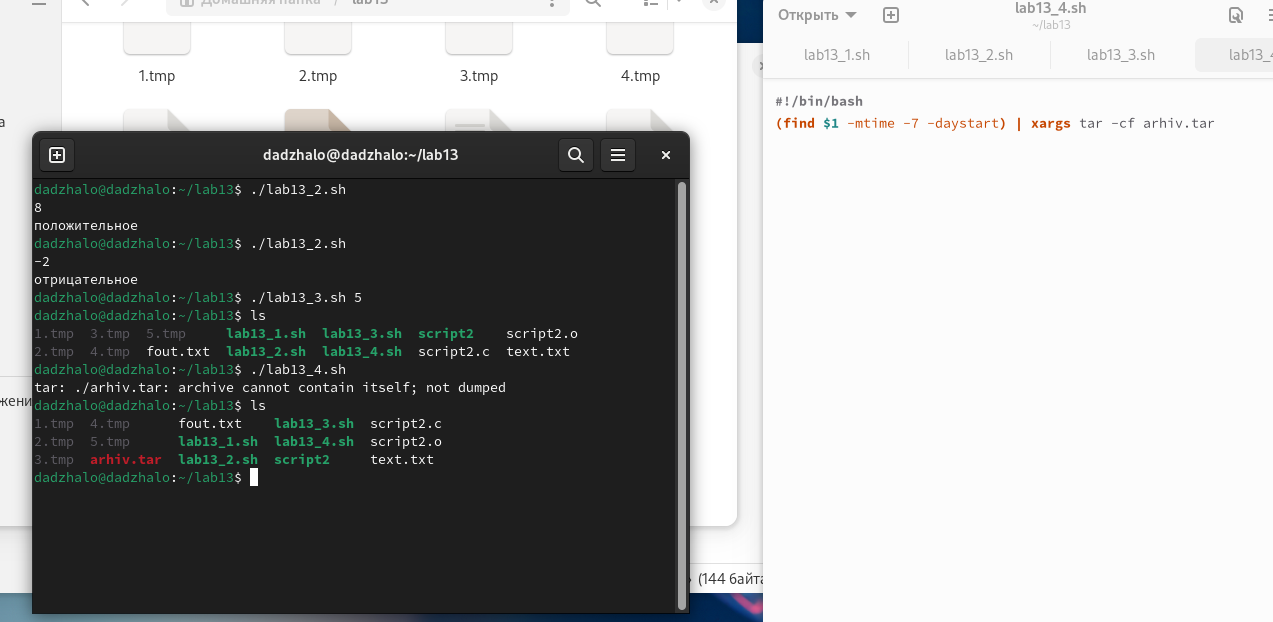 Домашняя папка / lab13
1.tmp 2.tmp 3.tmp 4.tmp
dadzhalo@dadzhalo:~/lab13
dadzhalo@dadzhalo:~/lab13$ ./lab13_2.sh
8
положительное
dadzhalo@dadzhalo:~/lab13$ ./lab13_2.sh
-2
отрицательное
dadzhalo@dadzhalo:~/lab13$ ./lab13_3.sh 5
dadzhalo@dadzhalo:~/lab13$ ls
1.tmp 3.tmp 5.tmp lab13_1.sh lab13_3.sh script2 script2.o
2.tmp 4.tmp fout.txt lab13_2.sh lab13_4.sh script2.c text.txt
dadzhalo@dadzhalo:~/lab13$ ./lab13_4.sh
tar: ./arhiv.tar: archive cannot contain itself; not dumped
dadzhalo@dadzhalo:~/lab13$ ls
1.tmp 4.tmp fout.txt lab13_3.sh script2.c
2.tmp 5.tmp lab13_1.sh lab13_4.sh script2.o
3.tmp arhiv.tar lab13_2.sh script2 text.txt
dadzhalo@dadzhalo:~/lab13$
(144 байта
Открыть
lab13_4.sh
~/lab13
lab13_1.sh lab13_2.sh lab13_3.sh lab13_4
#!/bin/bash
(find $1 -mtime -7 -daystart) | xargs tar -cf arhiv.tar